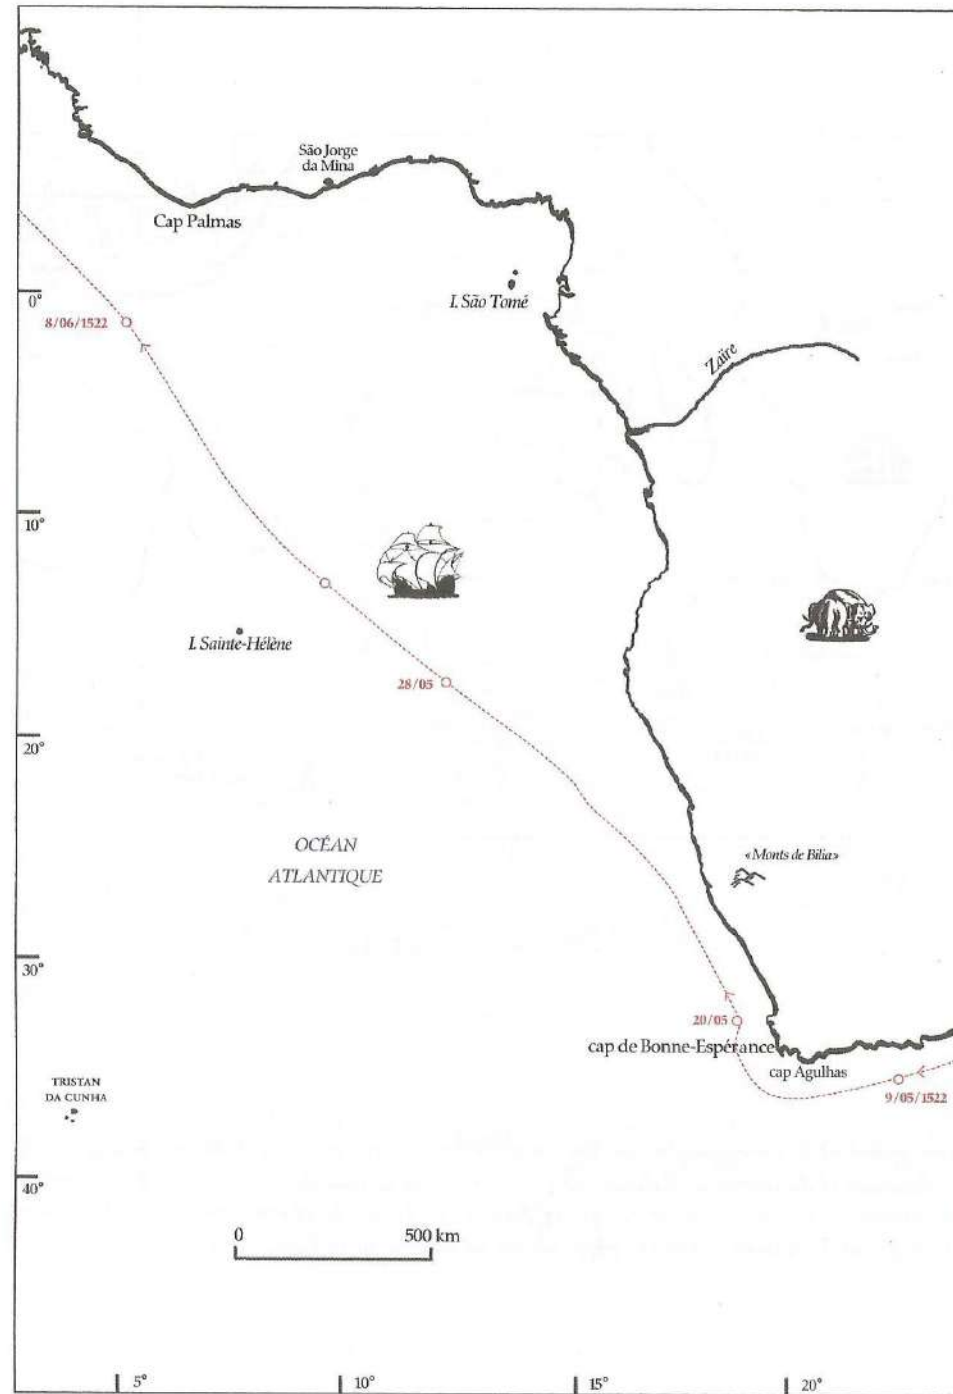 São Jorge
da Mina
Cap Palmas
I. São Tomé
0°
8/06/1522
Zaïre
10°
I. Sainte-Hélène
28/05
20°
OCÉAN
ATLANTIQUE
«Monts de Bilia»
30°
20/05
cap de Bonne-Espérance
cap Agulhas
TRISTAN
DA CUNHA
9/05/1522
40°
0 500 km
5° 10° 15° 20°